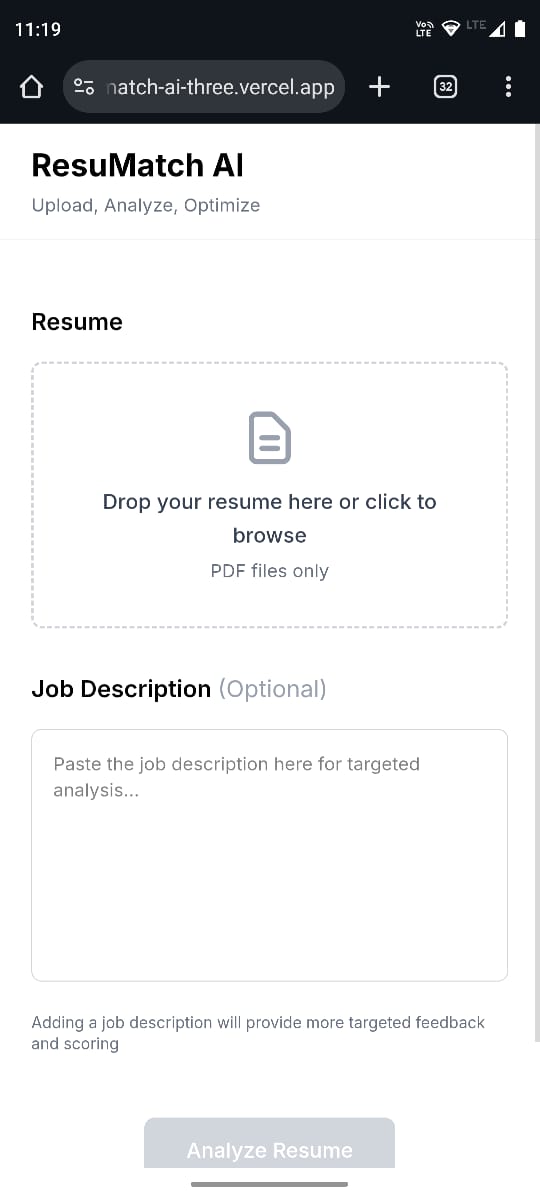 11:19
Vo))
LTE
LTE
natch-ai-three.vercel.app
32
ResuMatch AI
Upload, Analyze, Optimize
Resume
Drop your resume here or click to
browse
PDF files only
Job Description (Optional)
Paste the job description here for targeted
analysis...
Adding a job description will provide more targeted feedback
and scoring
Analyze Resume